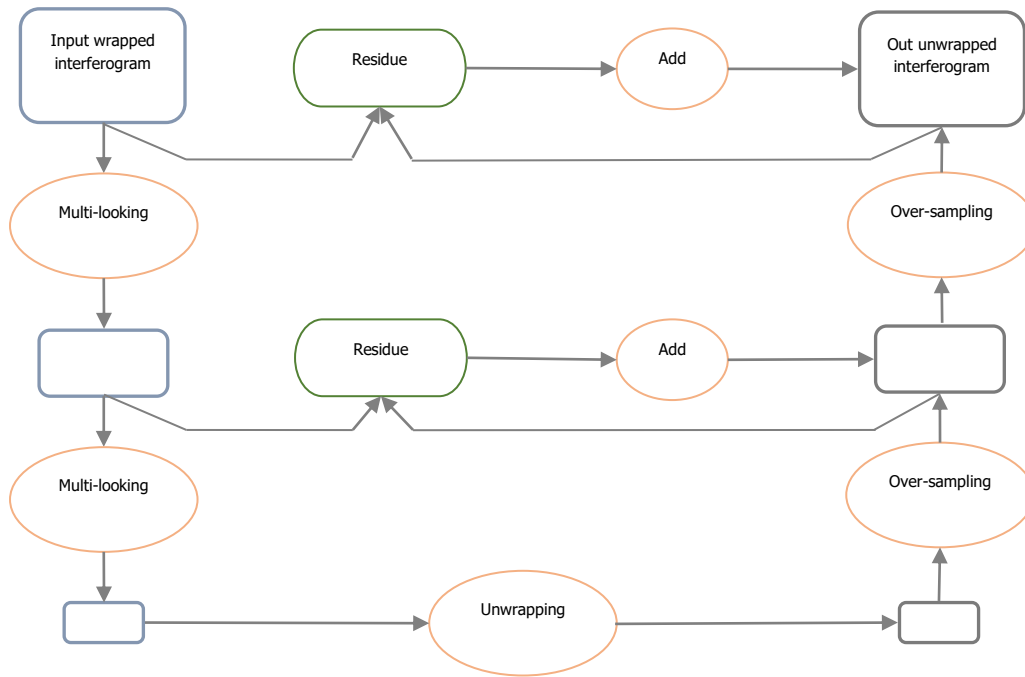 Input wrapped
interferogram
Residue
Add
Out unwrapped
interferogram
Multi-looking
Over-sampling
Residue
Add
Multi-looking
Over-sampling
Unwrapping